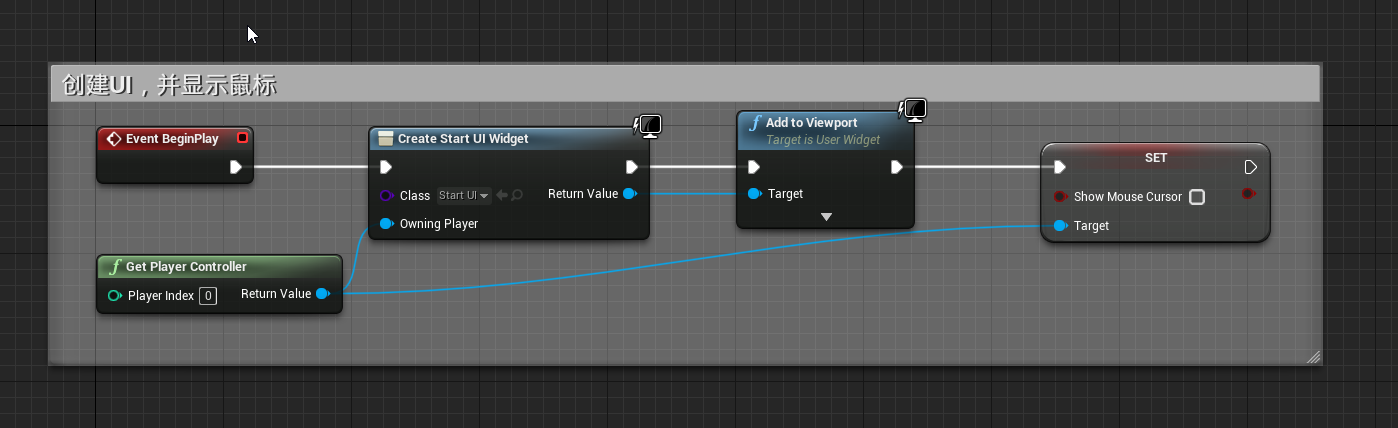 创建UI，并显示鼠标
Event BeginPlay
Create Start UI Widget
Class Start UI Return Value
Owning Player
Add to Viewport
Target is User Widget
Target
SET
Show Mouse Cursor
Target
Get Player Controller
Player Index 0 Return Value